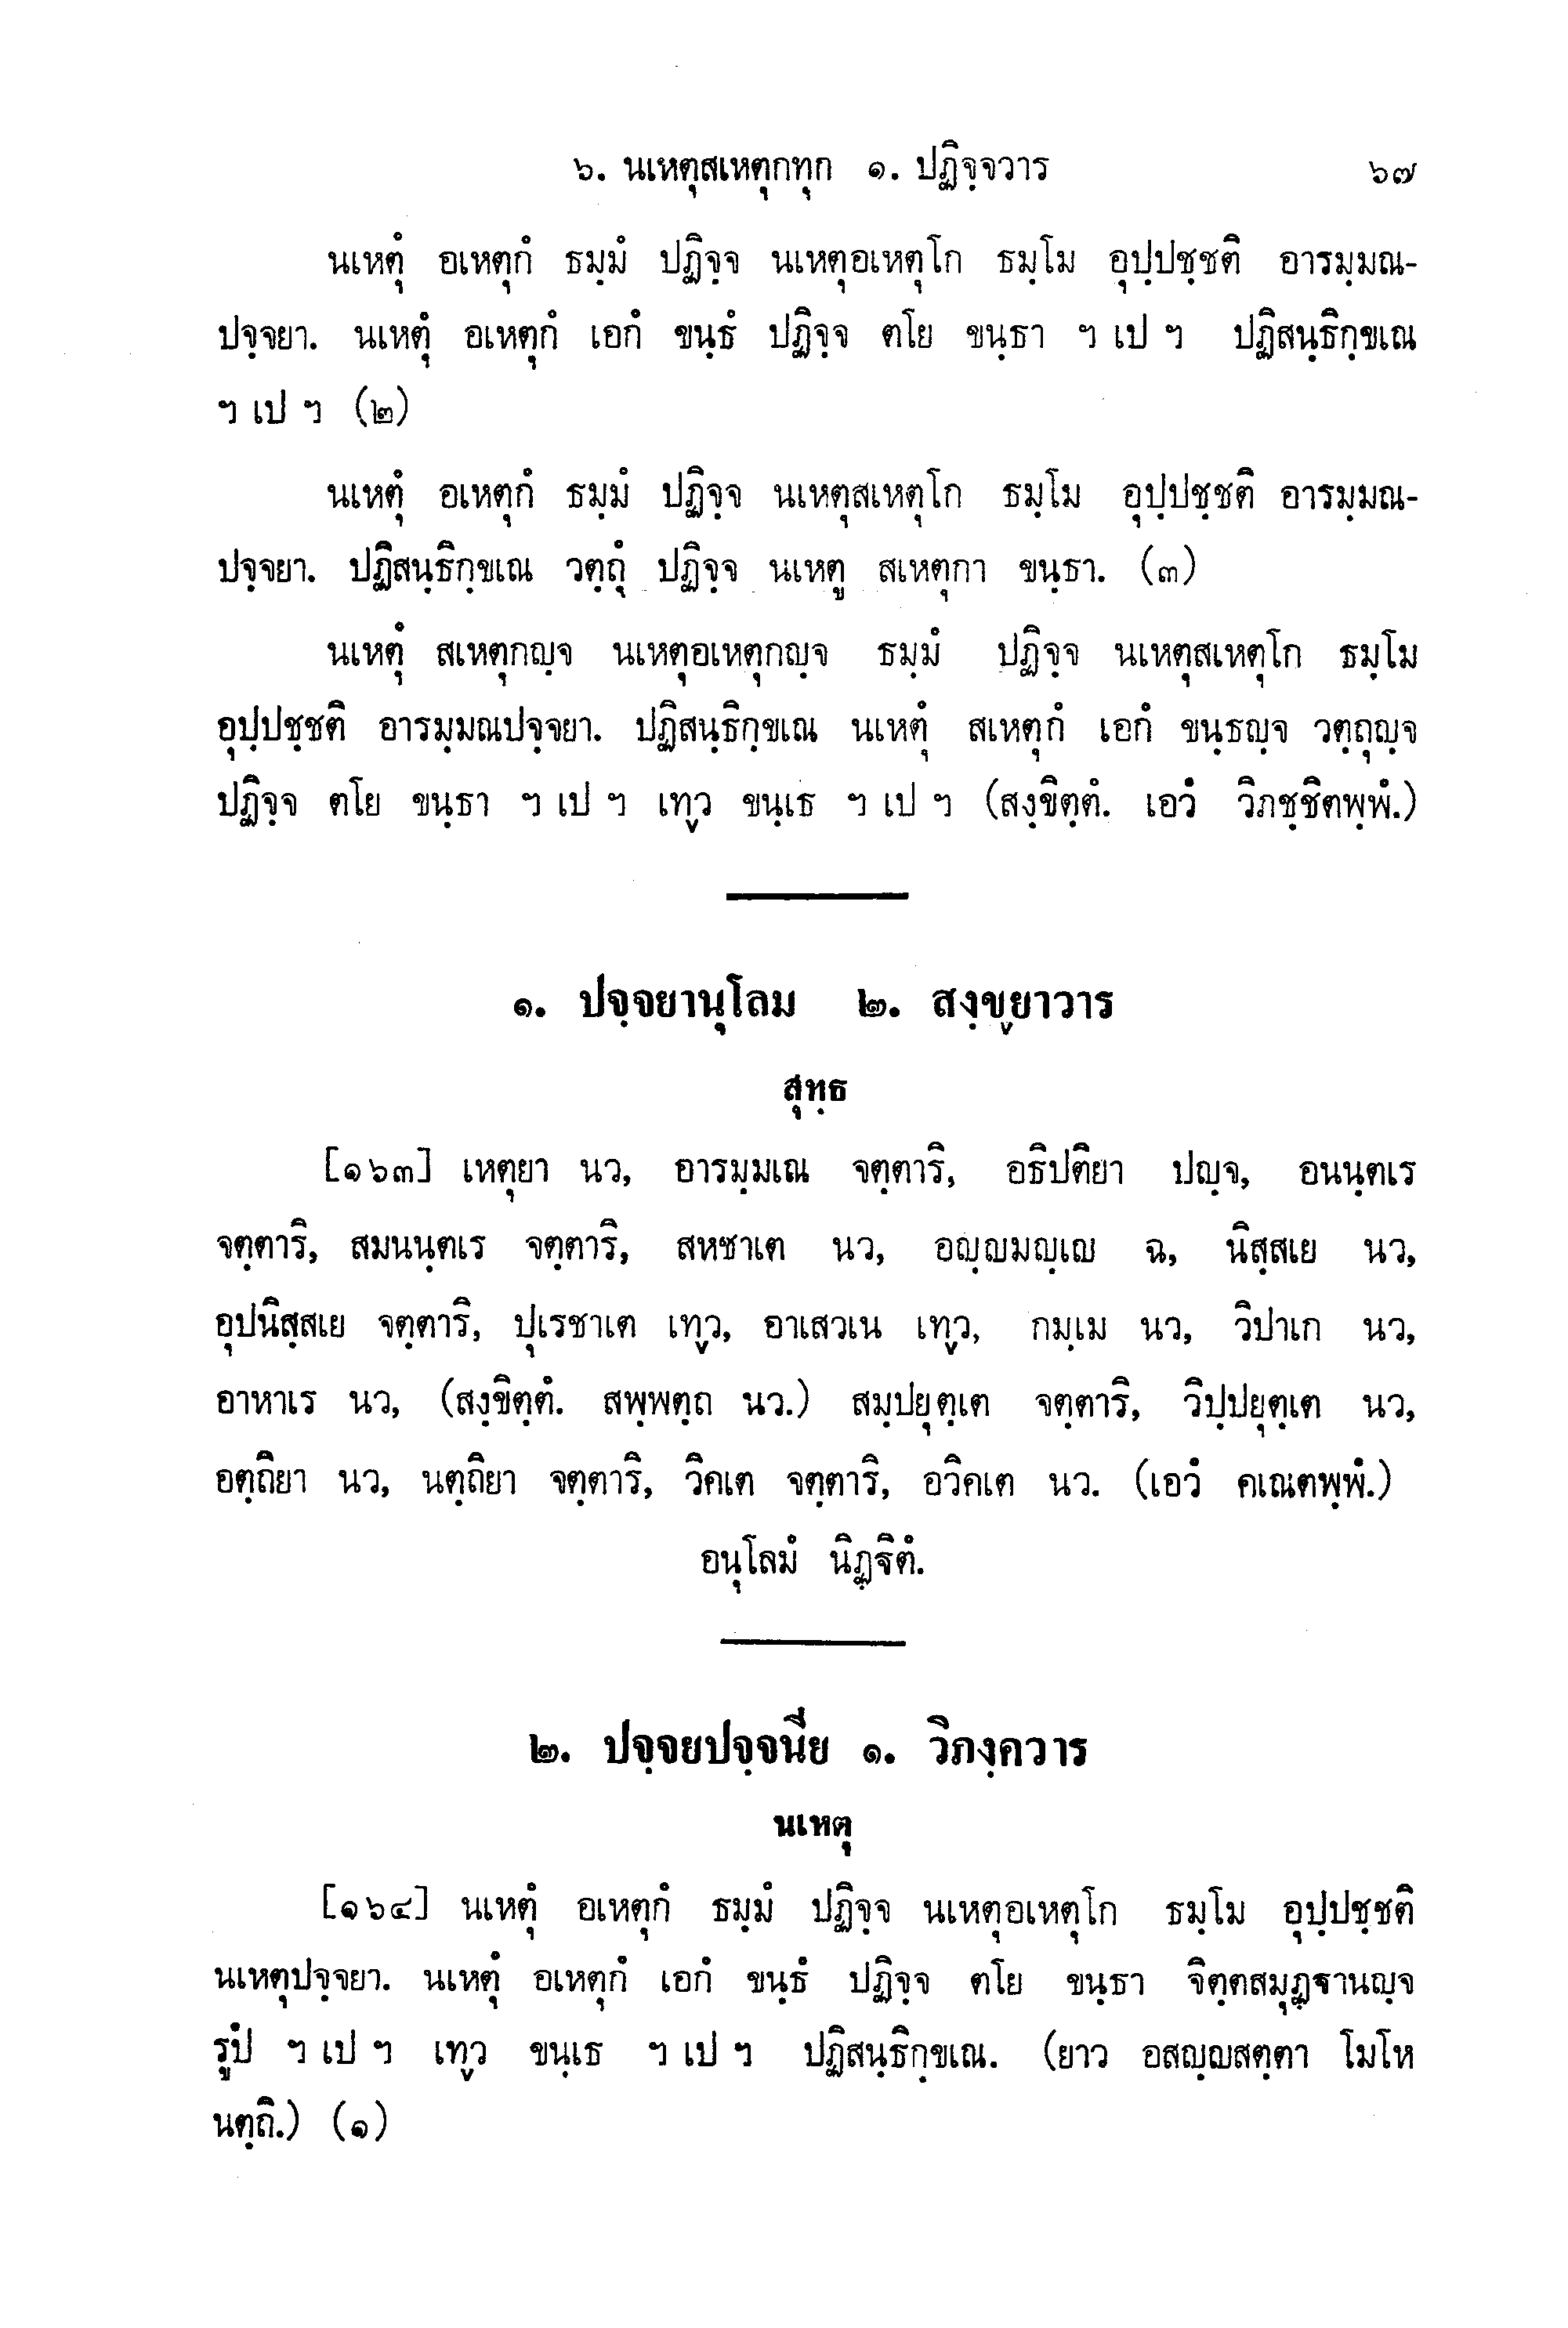 ๖. นเหตุสเหตุกทุก ๑. ปฏิจฺจวาร ๖๗
นเหตุํ อเหตุกํ ธมฺมํ ปฏิจฺจ นเหตุอเหตุโก ธมฺโม อุปฺปชฺชติ อารมฺมณ-
ปจฺจยา. นเหตุํ อเหตุกํ เอกํ ขนฺธํ ปฏิจฺจ ตโย ขนฺธา ฯ เป ฯ ปฏิสนฺธิกฺขเณ
ฯ เป ฯ (๒)
นเหตุํ อเหตุกํ ธมฺมํ ปฏิจฺจ นเหตุสเหตุโก ธมฺโม อุปฺปชฺชติ อารมฺมณ-
ปจฺจยา. ปฏิสนฺธิกฺขเณ วตฺถุํ ปฏิจฺจ นเหตู สเหตุกา ขนฺธา. (๓)
นเหตุํ สเหตุกญฺจ นเหตุอเหตุกญฺจ ธมฺมํ ปฏิจฺจ นเหตุสเหตุโก ธมฺโม
อุปฺปชฺชติ อารมฺมณปจฺจยา. ปฏิสนฺธิกฺขเณ นเหตุํ สเหตุกํ เอกํ ขนฺธญฺจ วตฺถุญฺจ
ปฏิจฺจ ตโย ขนฺธา ฯ เป ฯ เทฺว ขนฺเธ ฯ เป ฯ (สงฺขิตฺตํ. เอวํ วิภชฺชิตพฺพํ.)
๑. ปจฺจยานุโลม ๒. สงฺขฺยาวาร
สุทฺธ
[๑๖๓] เหตุยา นว, อารมฺมเณ จตฺตาริ, อธิปติยา ปญฺจ, อนนฺตเร
จตฺตาริ, สมนนฺตเร จตฺตาริ, สหชาเต นว, อญฺญมญฺเญ ฉ, นิสฺสเย นว,
อุปนิสฺสเย จตฺตาริ, ปุเรชาเต เทฺว, อาเสวเน เทฺว, กมฺเม นว, วิปาเก นว,
อาหาเร นว, (สงฺขิตฺตํ. สพฺพตฺถ นว.) สมฺปยุตฺเต จตฺตาริ, วิปฺปยุตฺเต นว,
อตฺถิยา นว, นตฺถิยา จตฺตาริ, วิคเต จตฺตาริ, อวิคเต นว. (เอวํ คเณตพฺพํ.)
อนุโลมํ นิฏฺฐิตํ.
๒. ปจฺจยปจฺจนีย ๑. วิภงฺควาร
นเหตุ
[๑๖๔] นเหตุํ อเหตุกํ ธมฺมํ ปฏิจฺจ นเหตุอเหตุโก ธมฺโม อุปฺปชฺชติ
นเหตุปจฺจยา. นเหตุํ อเหตุกํ เอกํ ขนฺธํ ปฏิจฺจ ตโย ขนฺธา จิตฺตสมุฏฺฐานญฺจ
รูปํ ฯ เป ฯ เทฺว ขนฺเธ ฯ เป ฯ ปฏิสนฺธิกฺขเณ. (ยาว อสญฺญสตฺตา โมโห
นตฺถิ.) (๑)